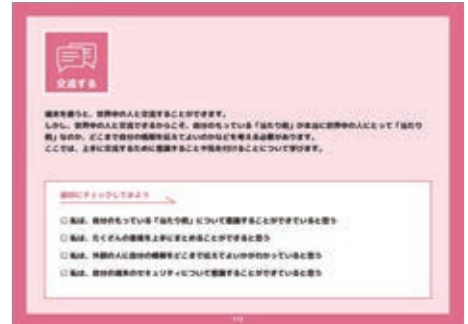 交流する
端末を使うと、世界中の人と交流することができます。
しかし、世界中の人と交流できるからこそ、自分のもっている「当たり前」が本当に世界中の人にとって「当たり
前」なのか、どこまで自分の情報を伝えてよいのかなどを考える必要があります。
ここでは、上手に交流するために意識することや気を付けることについて学びます。
最初にチェックしてみよう
□ 私は、自分のもっている「当たり前」について意識することができていると思う
□ 私は、たくさんの情報を上手にまとめることができると思う
□ 私は、外部の人に自分の情報をどこまで伝えてよいかがわかっていると思う
□ 私は、自分の端末のセキュリティについて意識することができていると思う